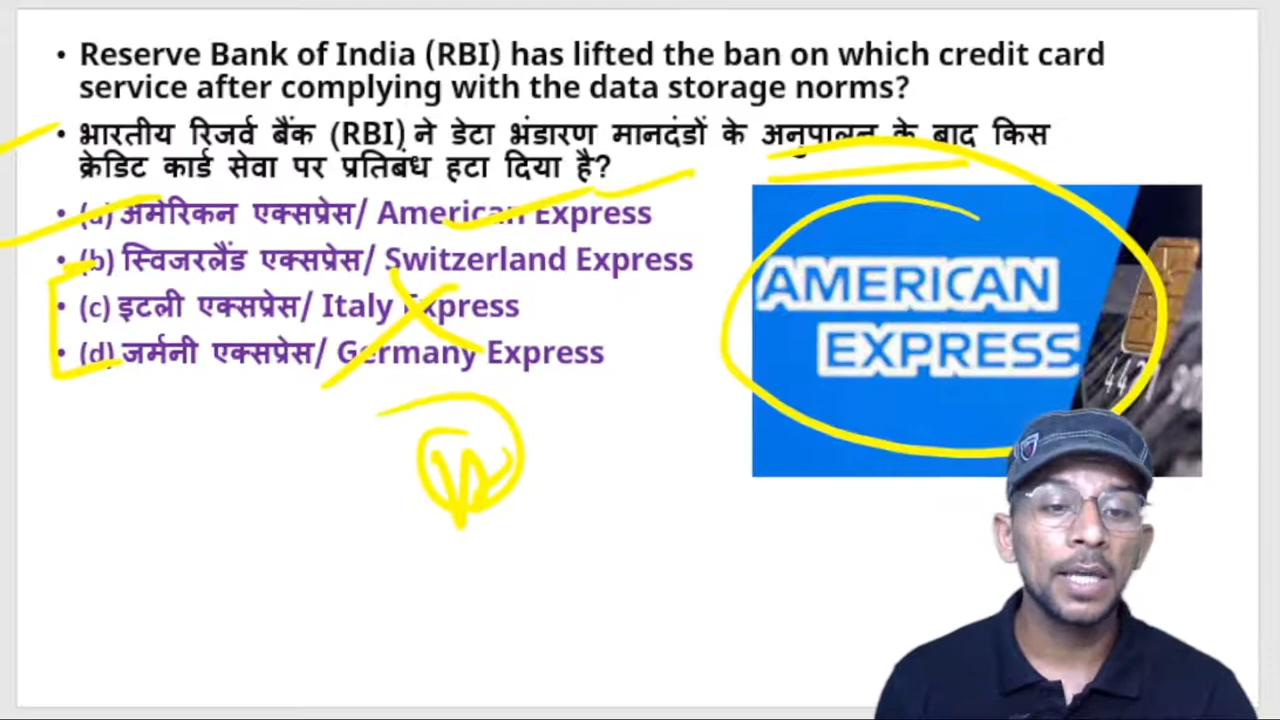 • Reserve Bank of India (RBI) has lifted the ban on which credit card
service after complying with the data storage norms?
• भारतीय रिजर्व बैंक (RBI) ने डेटा भंडारण मानदंडों के अनुपालन के बाद किस
क्रेडिट कार्ड सेवा पर प्रतिबंध हटा दिया है?
• (a) अमेरिकन एक्सप्रेस/ American Express
• (b) स्विजरलैंड एक्सप्रेस/ Switzerland Express
• (c) इटली एक्सप्रेस/ Italy Express
• (d) जर्मनी एक्सप्रेस/ Germany Express
AMERICAN
EXPRESS